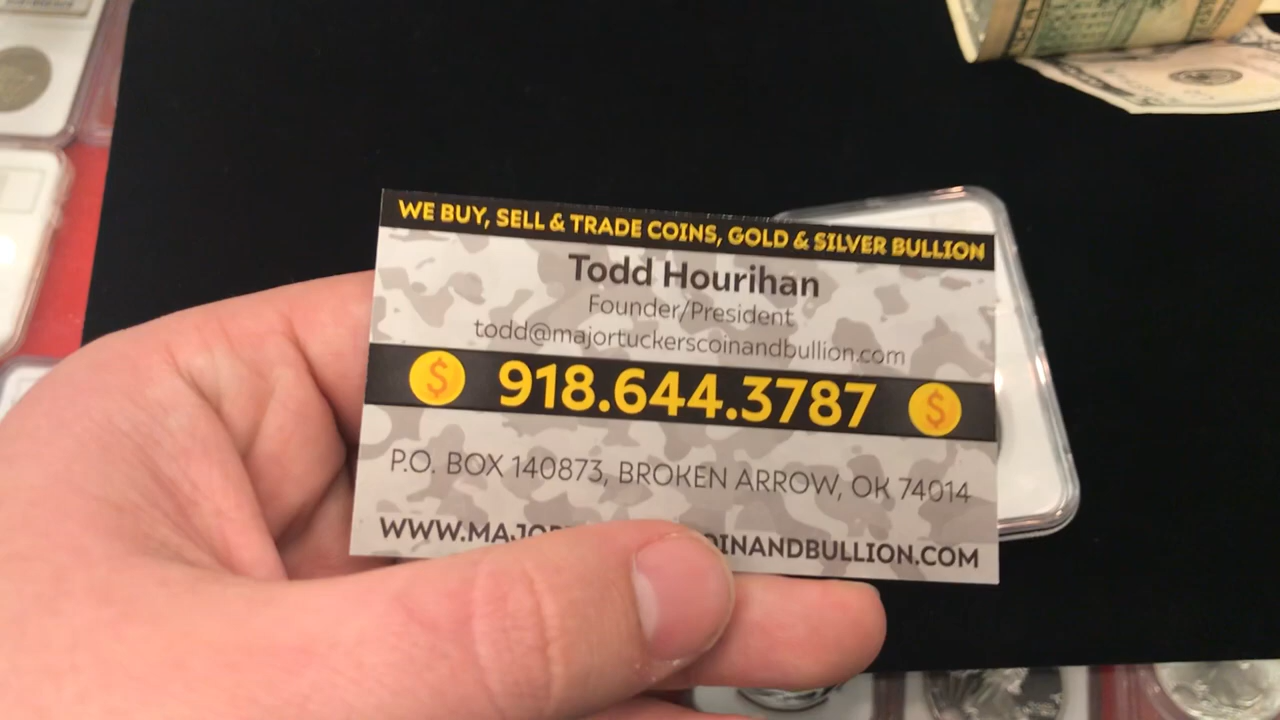 WE BUY, SELL & TRADE COINS, GOLD & SILVER BULLION
Todd Hourihan
Founder/President
todd@majortuckerscoinandbullion.com
$ 918.644.3787 $
P.O. BOX 140873, BROKEN ARROW, OK 74014
WWW.MAJOR OINANDBULLION.COM